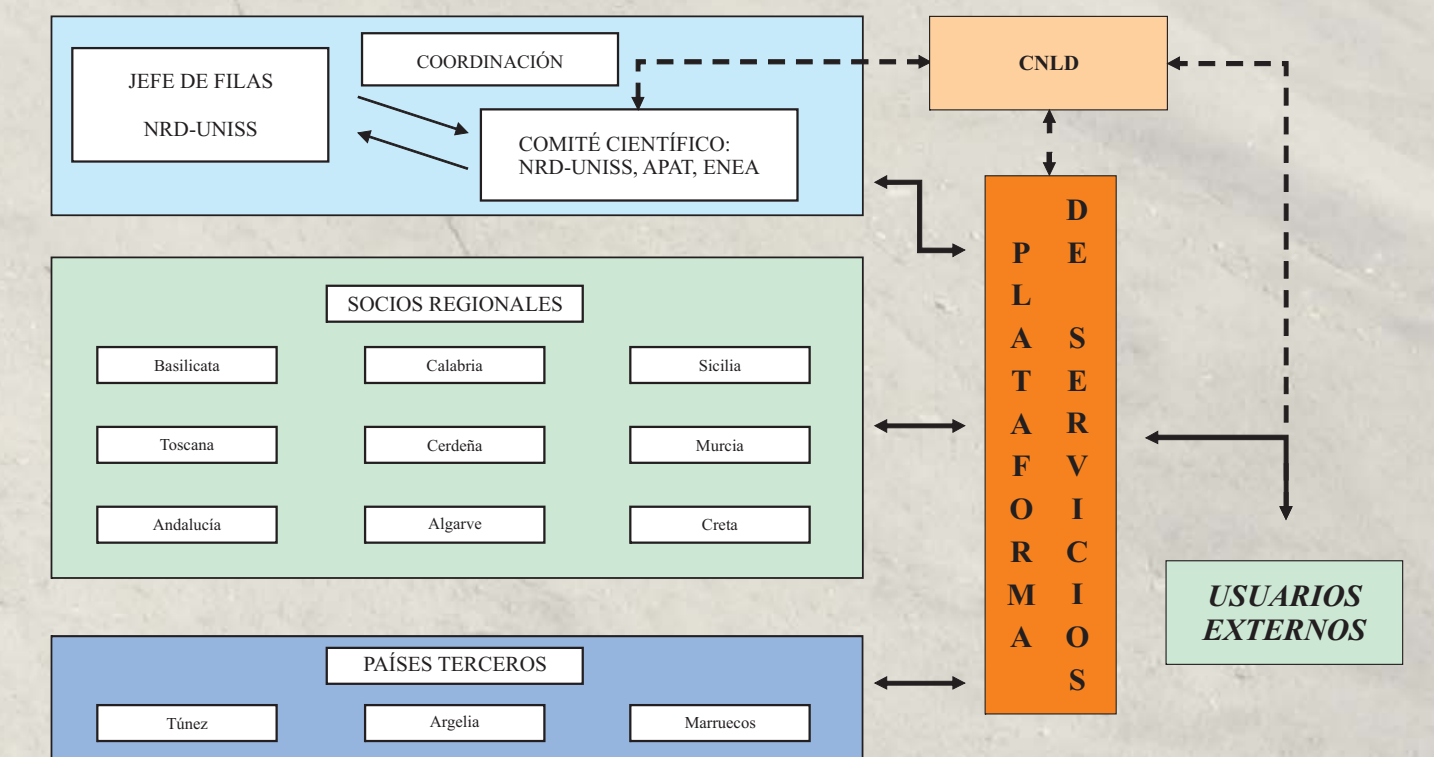 COORDINACIÓN
JEFE DE FILAS
NRD-UNISS
COMITÉ CIENTÍFICO:
NRD-UNISS, APAT, ENEA
CNLD
SOCIOS REGIONALES
Basilicata
Calabria
Sicilia
Toscana
Cerdeña
Murcia
Andalucía
Algarve
Creta
PAÍSES TERCEROS
Túnez
Argelia
Marruecos
PLATAFORMA
DE SERVICIOS
USUARIOS
EXTERNOS